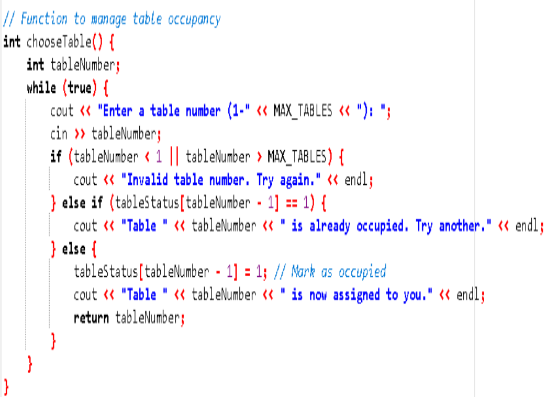 // Function to manage table occupancy
int chooseTable() {
    int tableNumber;
    while (true) {
        cout << "Enter a table number (1-" << MAX_TABLES << "): ";
        cin >> tableNumber;
        if (tableNumber < 1 || tableNumber > MAX_TABLES) {
            cout << "Invalid table number. Try again." << endl;
        } else if (tableStatus[tableNumber - 1] == 1) {
            cout << "Table " << tableNumber << " is already occupied. Try another." << endl;
        } else {
            tableStatus[tableNumber - 1] = 1; // Mark as occupied
            cout << "Table " << tableNumber << " is now assigned to you." << endl;
            return tableNumber;
        }
    }
}